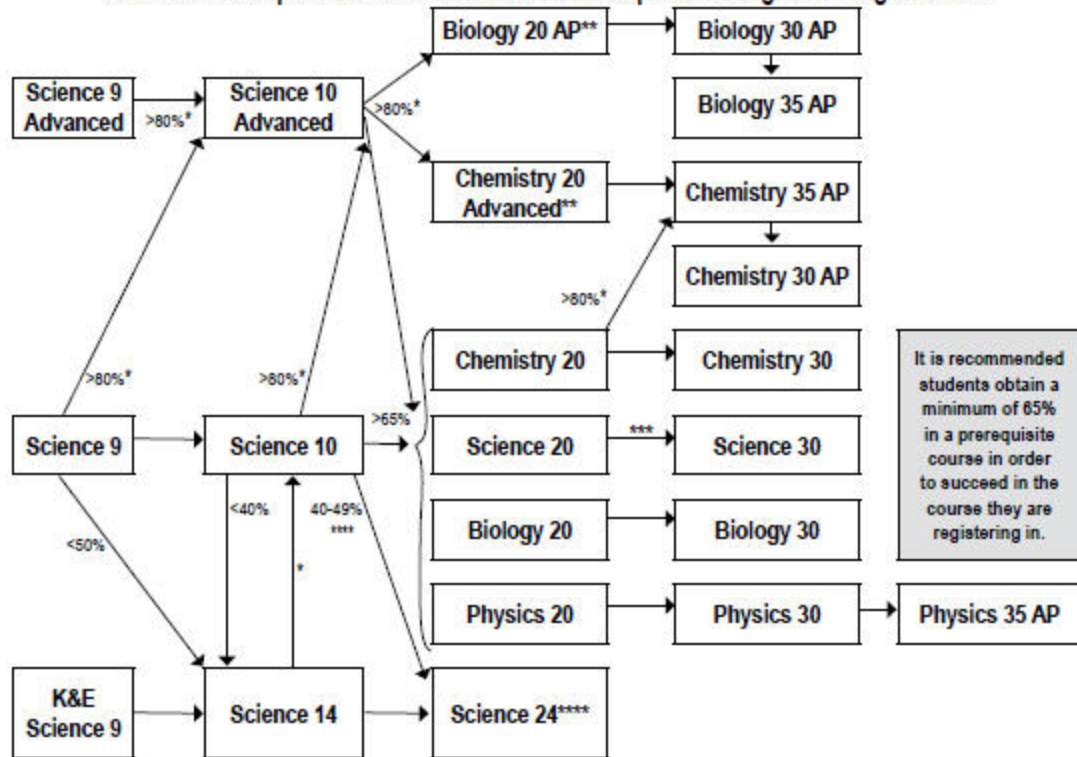 Biology 20 AP**
Biology 30 AP
Science 9
Advanced
>80%*
Science 10
Advanced
>80%*
Biology 35 AP
Chemistry 20
Advanced**
Chemistry 35 AP
>80%*
Chemistry 30 AP
Chemistry 20
Chemistry 30
It is recommended
students obtain a
minimum of 65%
in a prerequisite
course in order
to succeed in the
course they are
registering in.
>80%*
>80%*
Science 9
Science 10
>65%
Science 20
***
Science 30
<50%
<40%
40-49%
****
*
Biology 20
Biology 30
Physics 20
Physics 30
Physics 35 AP
K&E
Science 9
Science 14
Science 24****